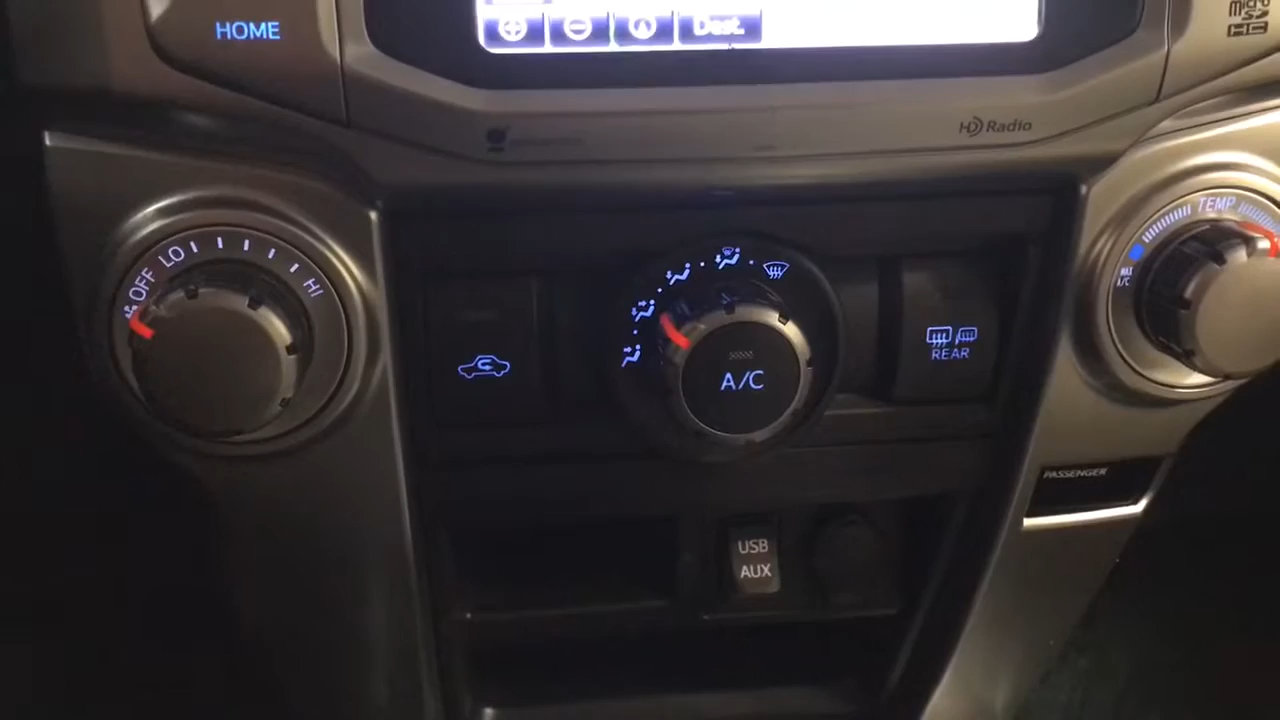 HOME
Dest.
micro
SD
HC
HD Radio
OFF LO HI
TEMP
MAX
A/C
A/C
REAR
PASSENGER
USB
AUX